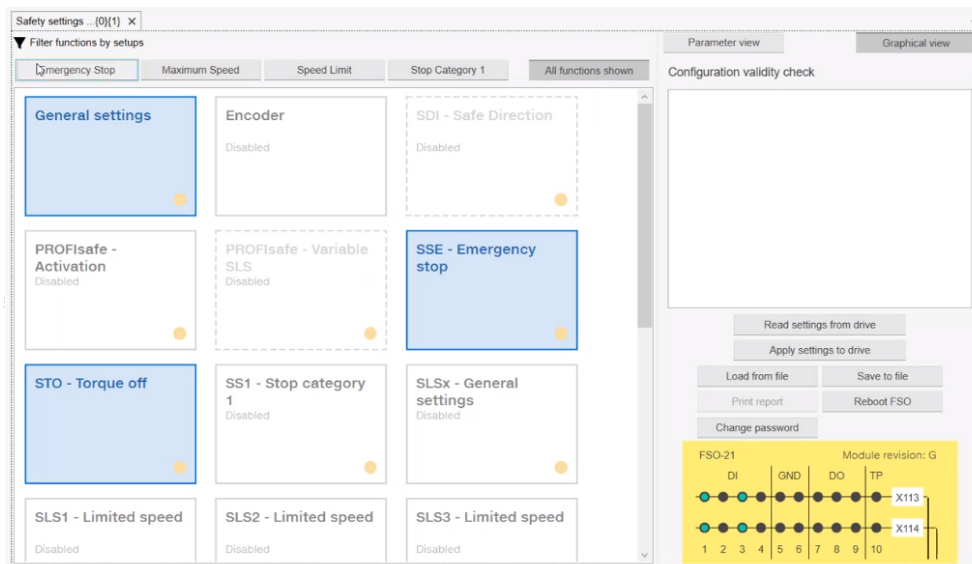 Safety settings ...{0}{1} ×
Filter functions by setups
Emergency Stop
Maximum Speed
Speed Limit
Stop Category 1
All functions shown
General settings
Encoder
Disabled
SDI - Safe Direction
Disabled
PROFIsafe -
Activation
Disabled
PROFIsafe - Variable
SLS
Disabled
SSE - Emergency
stop
STO - Torque off
SS1 - Stop category
1
Disabled
SLSx - General
settings
Disabled
SLS1 - Limited speed
Disabled
SLS2 - Limited speed
Disabled
SLS3 - Limited speed
Disabled
Parameter view
Graphical view
Configuration validity check
Read settings from drive
Apply settings to drive
Load from file
Save to file
Print report
Reboot FSO
Change password
FSO-21
Module revision: G
DI GND DO TP
X113
X114
1 2 3 4 5 6 7 8 9 10